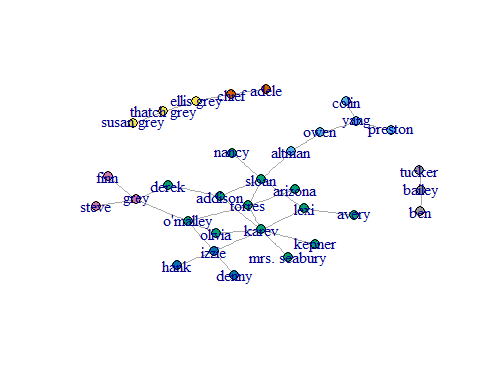 adele
chief
ellis grey
thatch grey
susan grey
colin
yang
preston
owen
altman
nancy
sloan
tucker
bailey
ben
finn
derek
grey
steve
addison
arizona
torres
lexi
avery
o'malley
olivia
karev
kepner
izzie
mrs. seabury
hank
denny